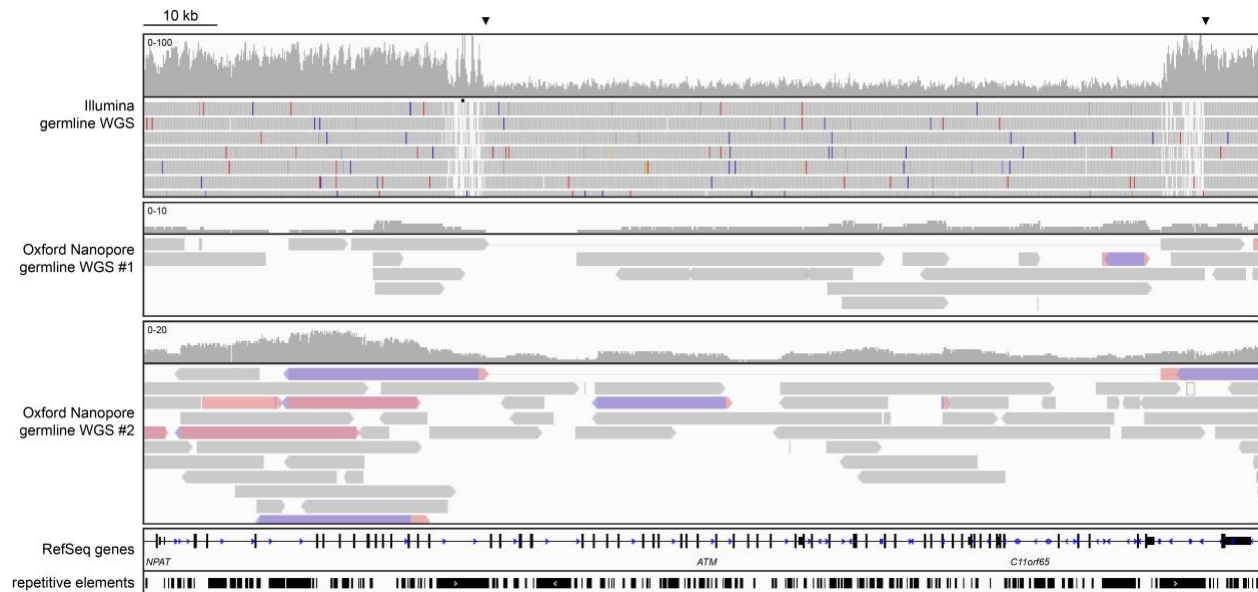 10 kb
0-100
Illumina
germline WGS
0-10
Oxford Nanopore
germline WGS #1
0-20
Oxford Nanopore
germline WGS #2
RefSeq genes
NPAT
ATM
C11orf65
repetitive elements